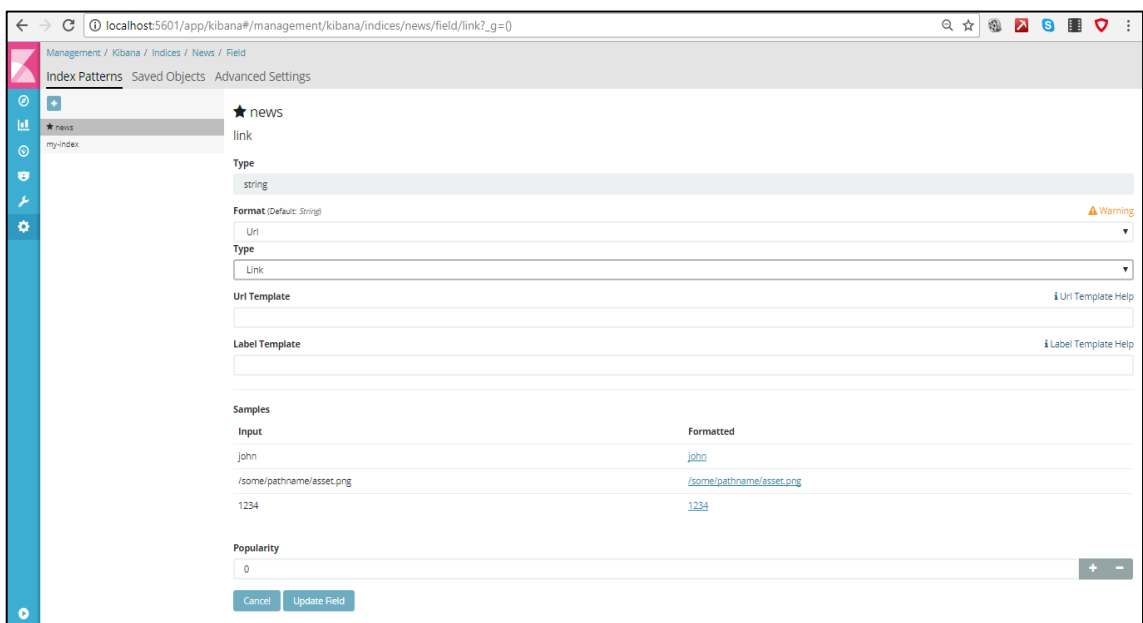 localhost:5601/app/kibana#/management/kibana/indices/news/field/link?_g=()
Management / Kibana / Indices / News / Field
Index Patterns Saved Objects Advanced Settings
news
my-index
news
link
Type
string
Format (Default: String) Warning
Url
Type
Link
Url Template Url Template Help
Label Template Label Template Help
Samples
Input Formatted
john john
/some/pathname/asset.png /some/pathname/asset.png
1234 1234
Popularity
0
Cancel Update Field